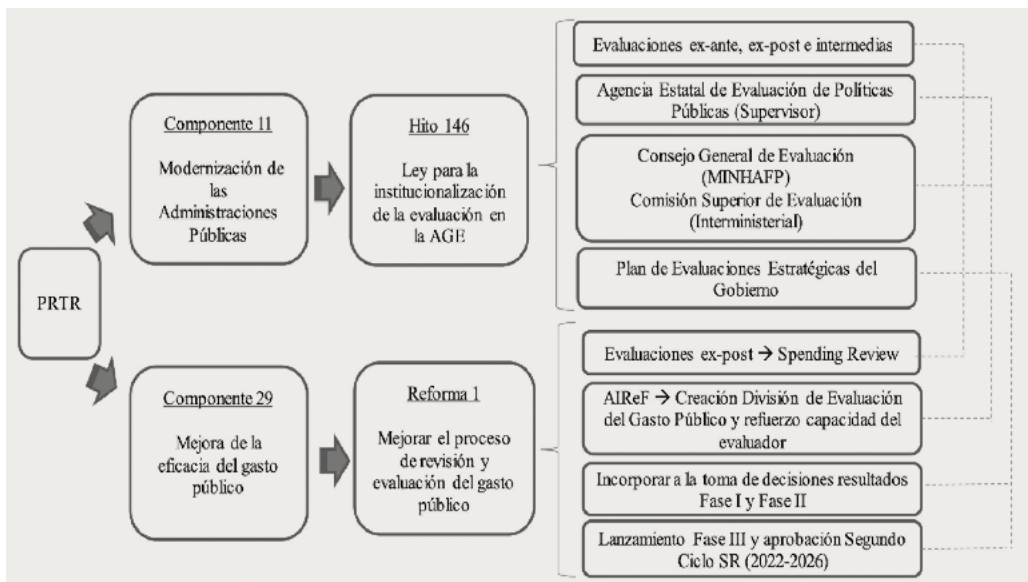 PRTR
Componente 11
Modernización de
las
Administraciones
Públicas
Hito 146
Ley para la
institucionalización
de la evaluación en
la AGE
Evaluaciones ex-ante, ex-post e intermedias
Agencia Estatal de Evaluación de Políticas
Públicas (Supervisor)
Consejo General de Evaluación
(MINHAFP)
Comisión Superior de Evaluación
(Interministerial)
Plan de Evaluaciones Estratégicas del
Gobierno
Componente 29
Mejora de la
eficacia del gasto
público
Reforma 1
Mejorar el proceso
de revisión y
evaluación del gasto
público
Evaluaciones ex-post → Spending Review
AIReF → Creación División de Evaluación
del Gasto Público y refuerzo capacidad del
evaluador
Incorporar a la toma de decisiones resultados
Fase I y Fase II
Lanzamiento Fase III y aprobación Segundo
Ciclo SR (2022-2026)